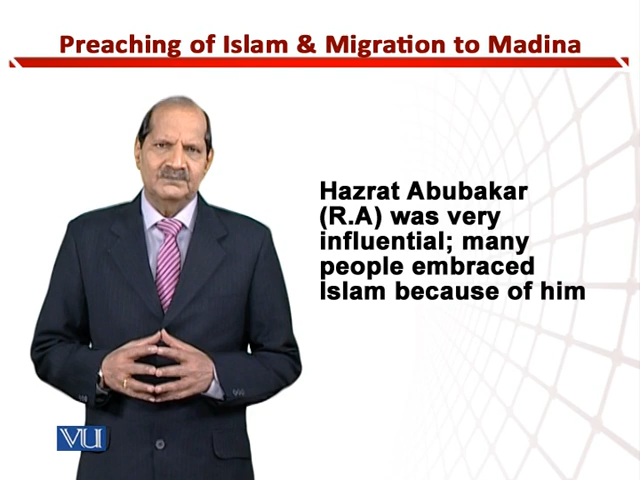 Preaching of Islam & Migration to Madina
Hazrat Abubakar
(R.A) was very
influential; many
people embraced
Islam because of him
VU